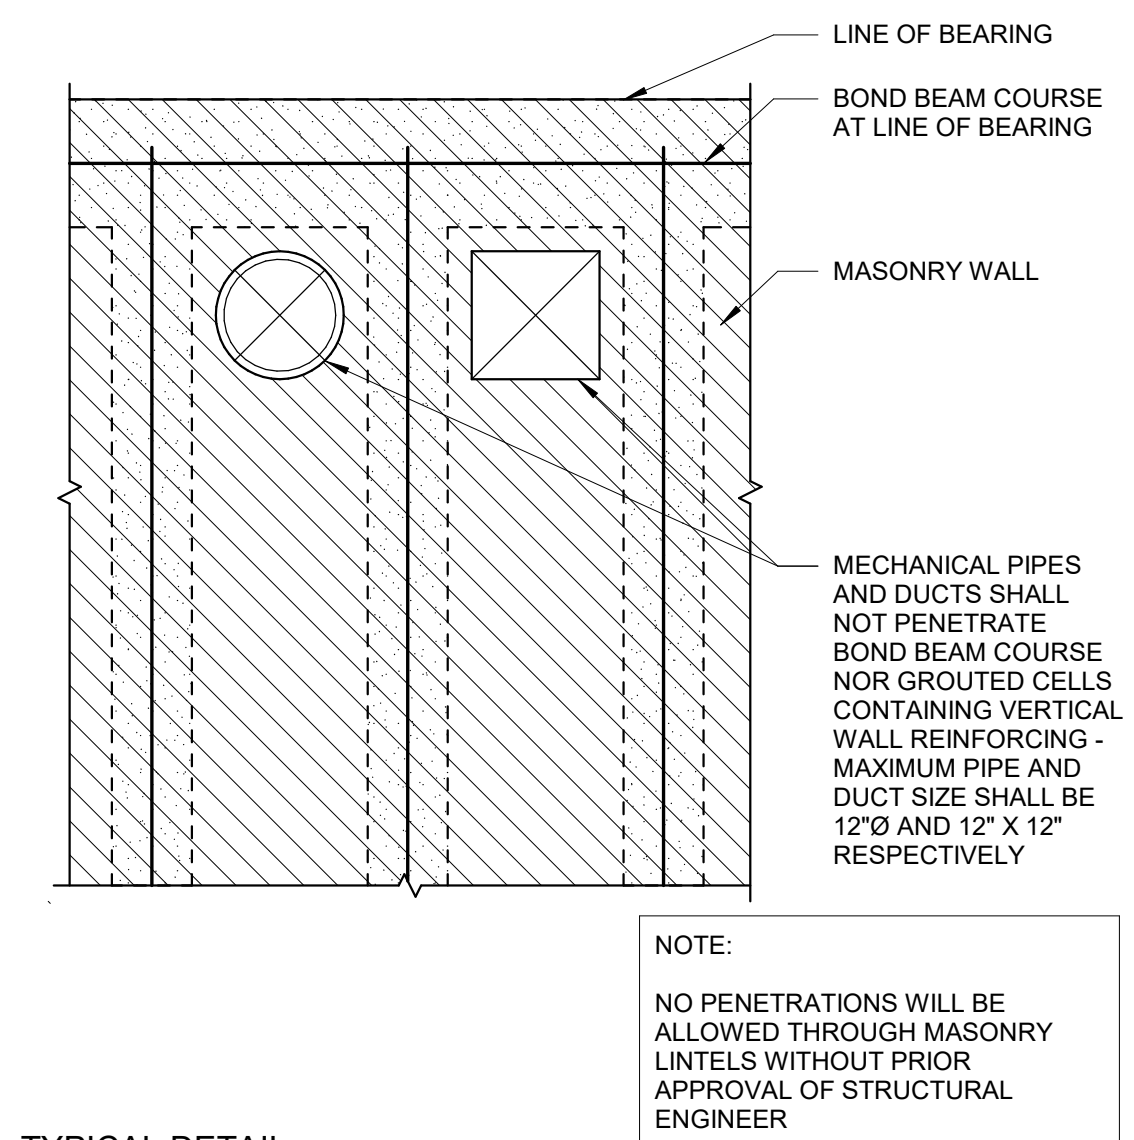 LINE OF BEARING
BOND BEAM COURSE
AT LINE OF BEARING
MASONRY WALL
MECHANICAL PIPES
AND DUCTS SHALL
NOT PENETRATE
BOND BEAM COURSE
NOR GROUTED CELLS
CONTAINING VERTICAL
WALL REINFORCING -
MAXIMUM PIPE AND
DUCT SIZE SHALL BE
12"Ø AND 12" X 12"
RESPECTIVELY
NOTE:
NO PENETRATIONS WILL BE
ALLOWED THROUGH MASONRY
LINTELS WITHOUT PRIOR
APPROVAL OF STRUCTURAL
ENGINEER
TYPICAL DETAIL